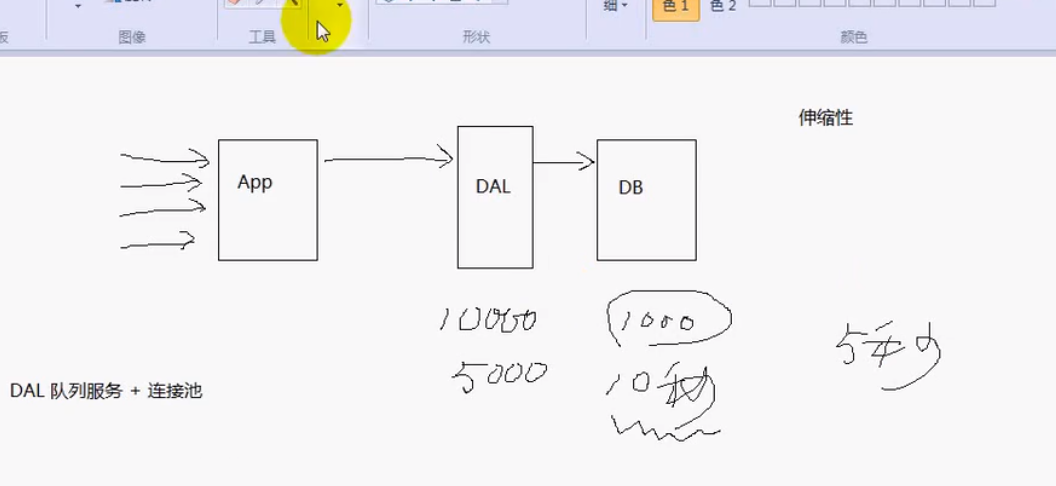 图像
工具
形状
细
色 1
色 2
颜色
伸缩性
App
DAL
DB
10000
1000
5000
10秒
5秒
DAL 队列服务 + 连接池